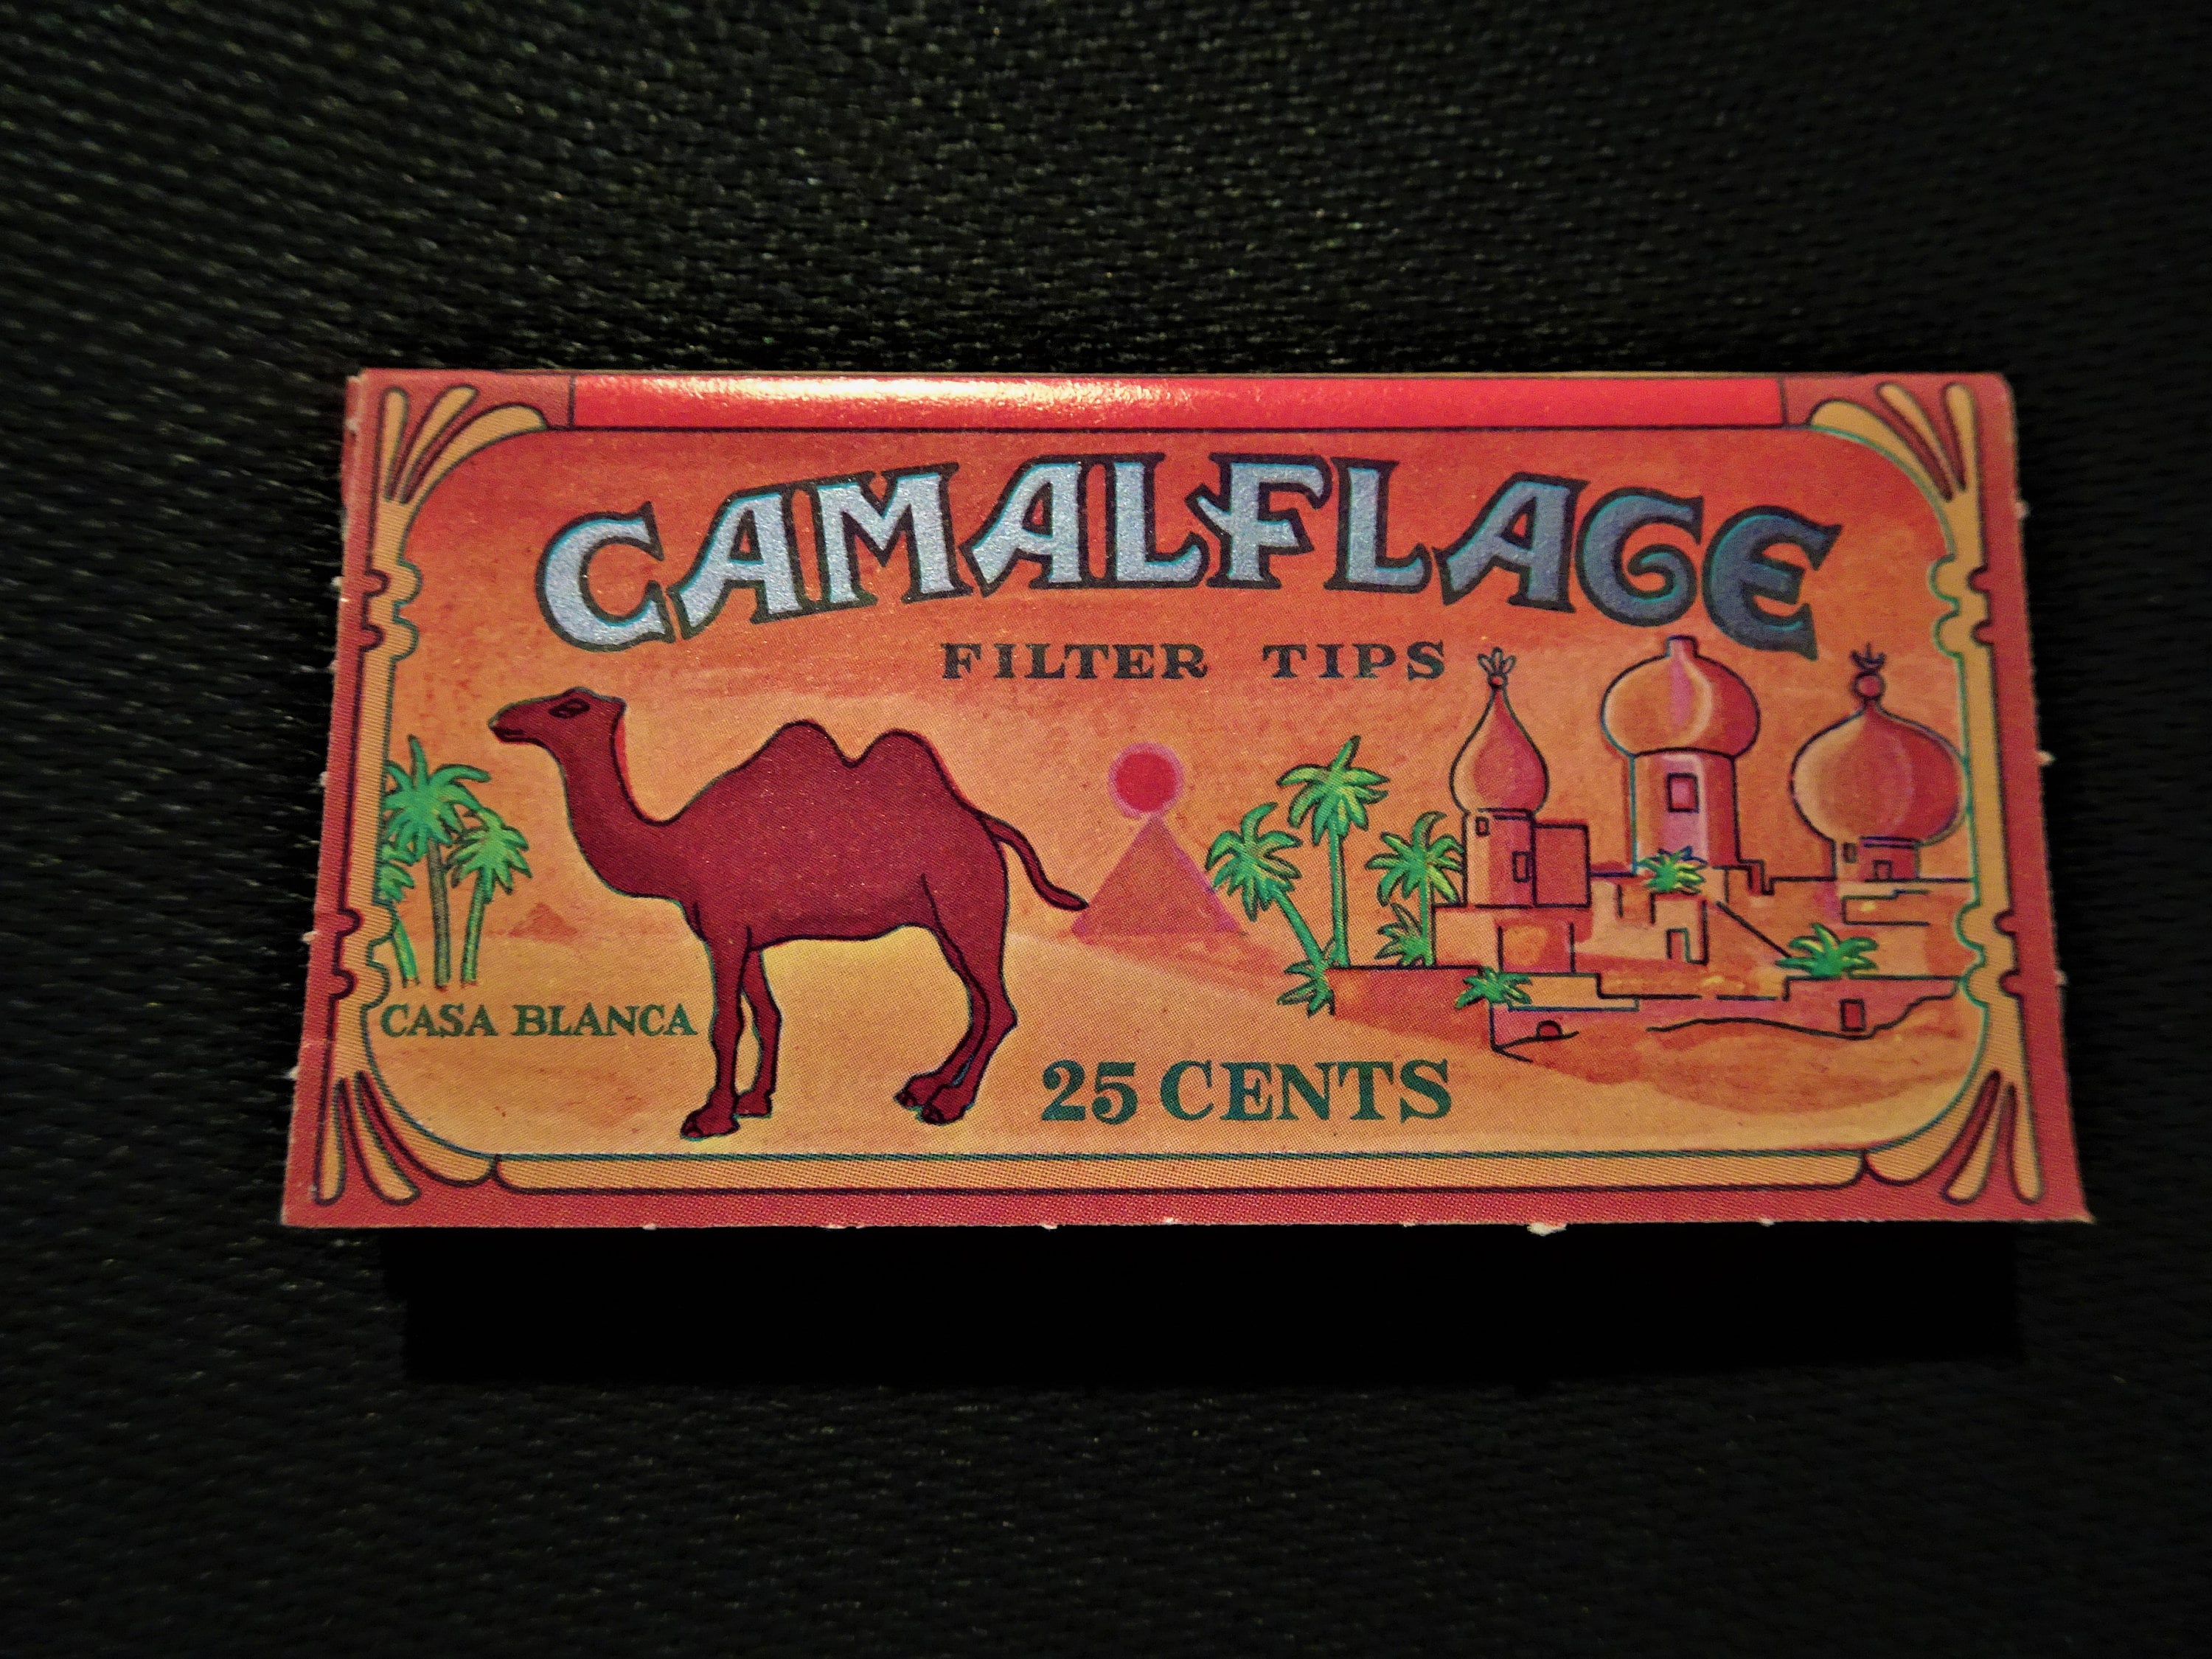 CAMALFLAGE
FILTER TIPS
CASA BLANCA
25 CENTS